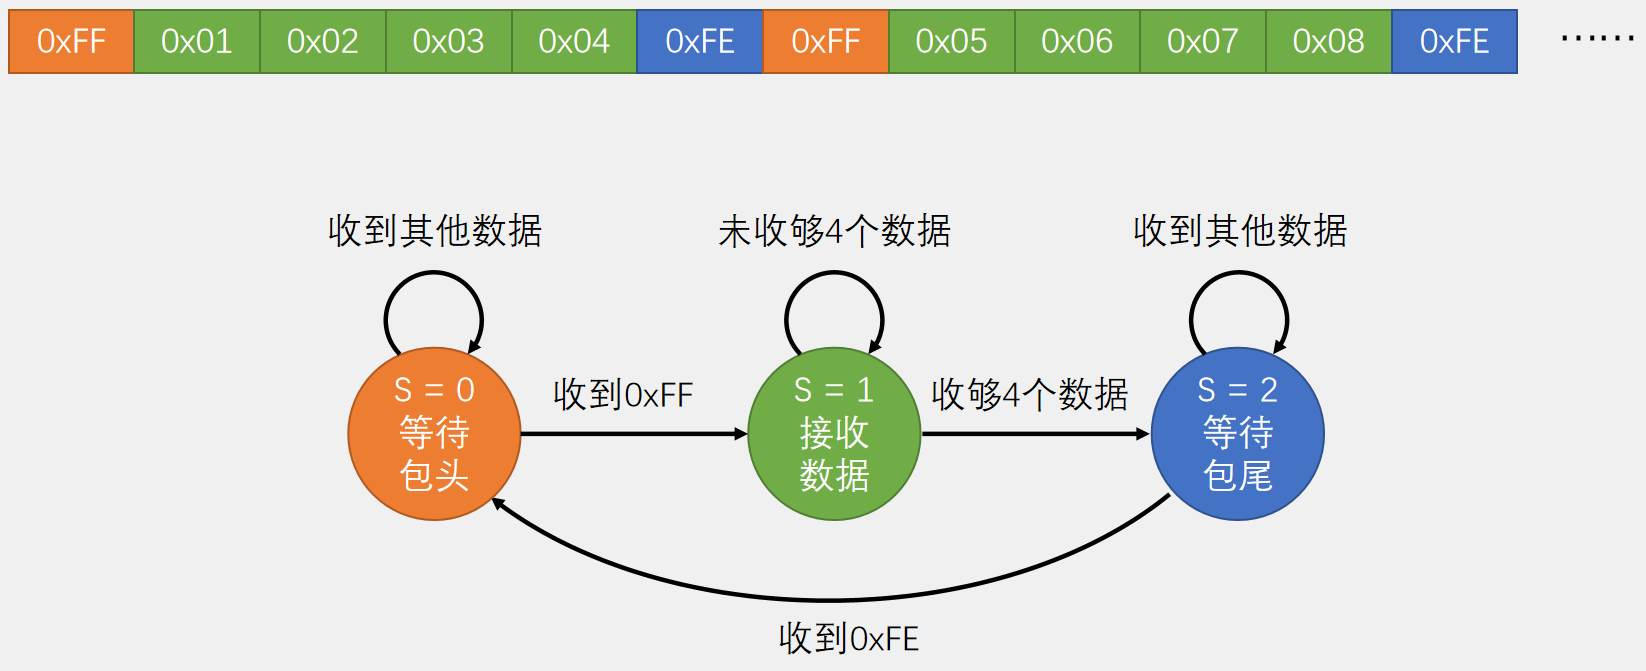 0xFF 0x01 0x02 0x03 0x04 0xFE 0xFF 0x05 0x06 0x07 0x08 0xFE ……
收到其他数据 未收够4个数据 收到其他数据
S = 0
等待
包头
收到0xFF
S = 1
接收
数据
收够4个数据
S = 2
等待
包尾
收到0xFE